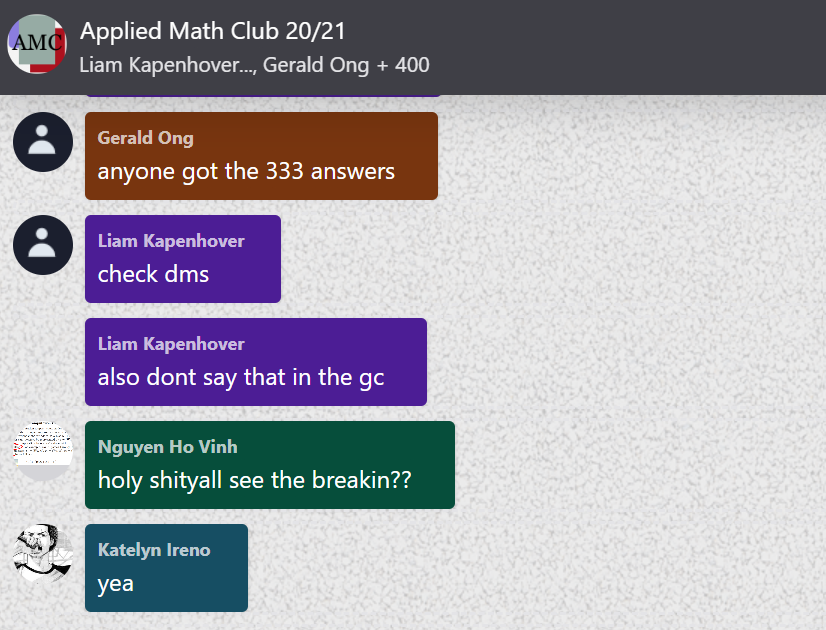 AMC
Applied Math Club 20/21
Liam Kapenhover..., Gerald Ong + 400
Gerald Ong
anyone got the 333 answers
Liam Kapenhover
check dms
Liam Kapenhover
also dont say that in the gc
Nguyen Ho Vinh
holy shityall see the breakin??
Katelyn Ireno
yea